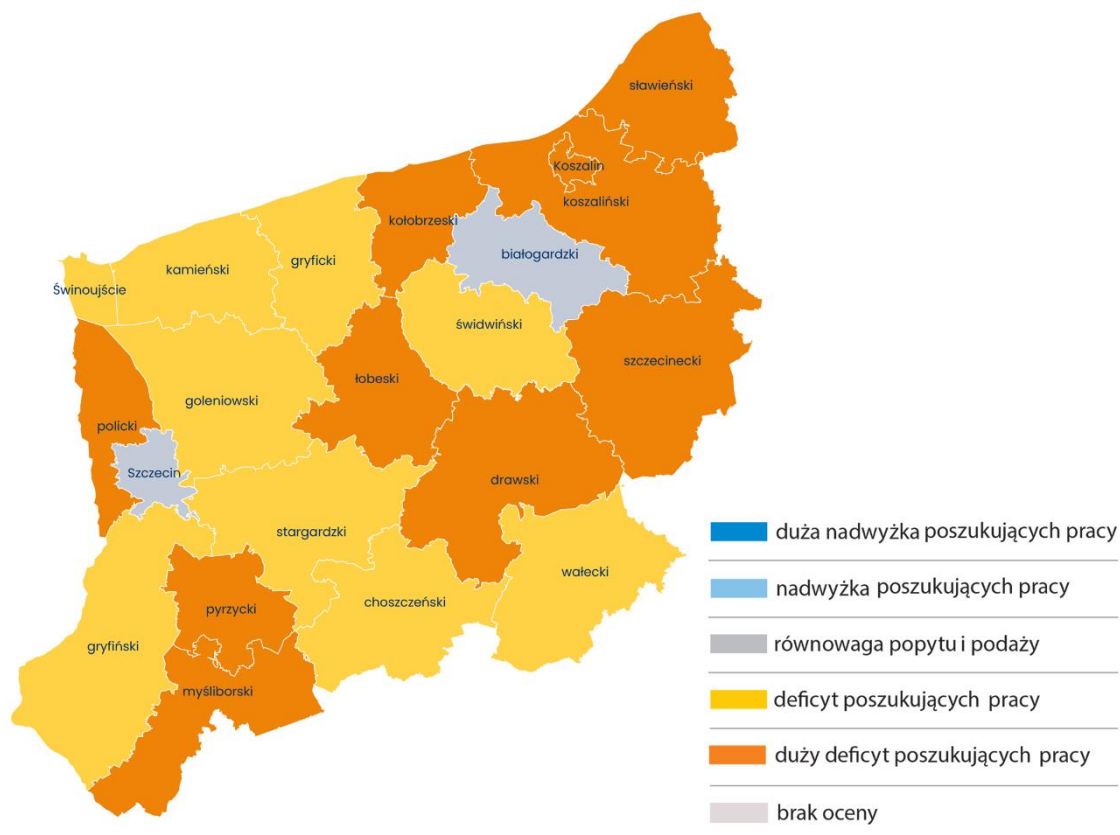 sławieński
Koszalin
koszaliński
kołobrzeski
białogardzki
gryficki
kamieński
Świnoujście
świdwiński
szczecinecki
łobeski
goleniowski
policki
Szczecin
drawski
stargardzki
wałecki
choszczeński
pyrzycki
gryfiński
myśliborski
duża nadwyżka poszukujących pracy
nadwyżka poszukujących pracy
równowaga popytu i podaży
deficyt poszukujących pracy
duży deficyt poszukujących pracy
brak oceny